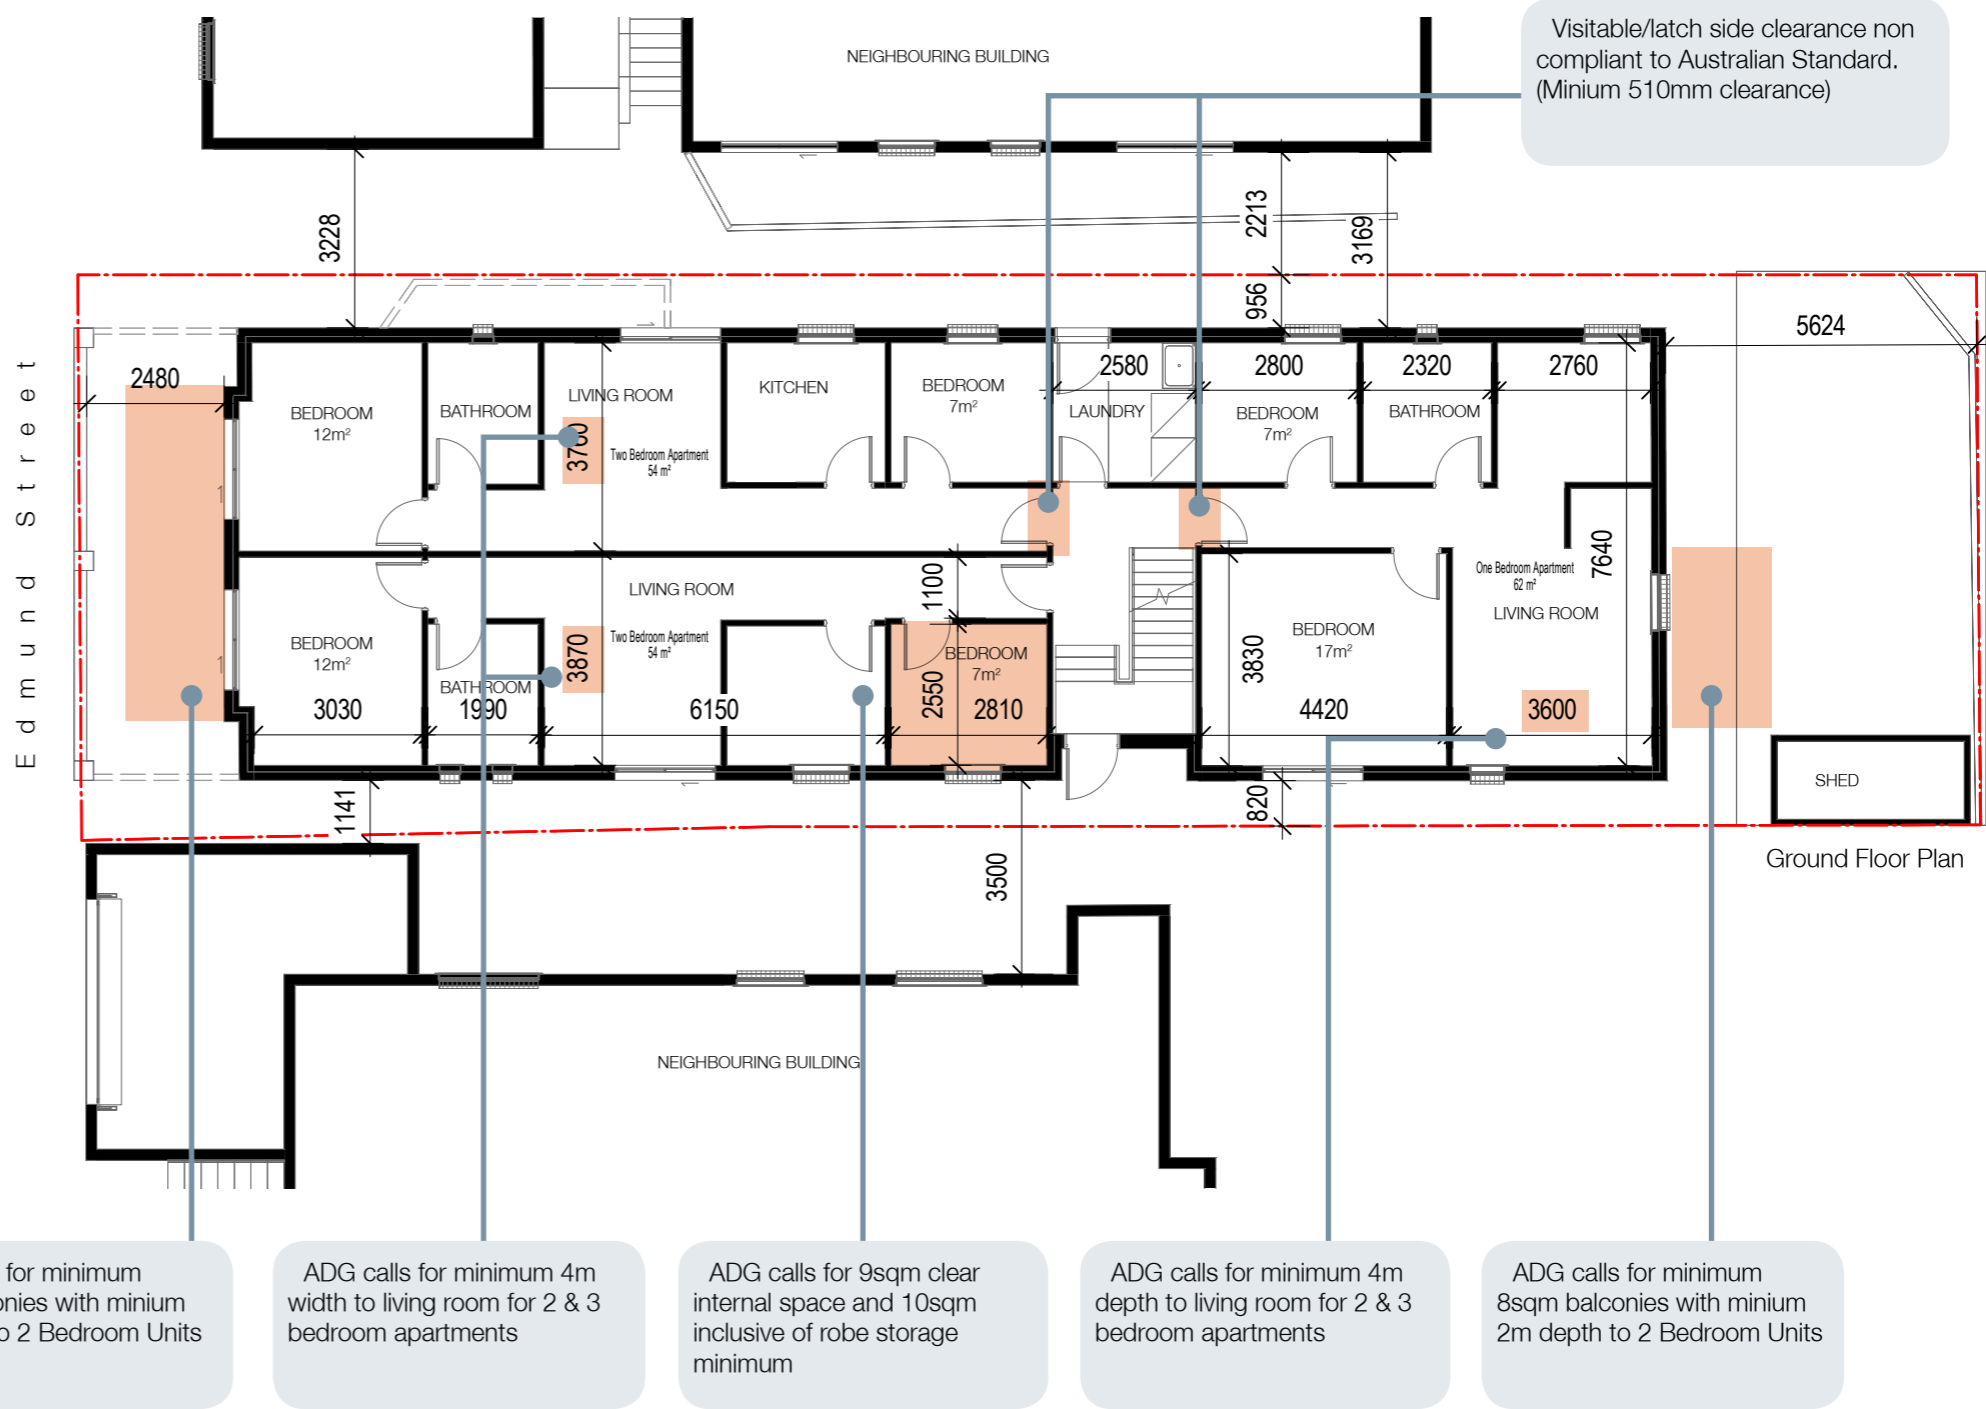 Visitable/latch side clearance non
compliant to Australian Standard.
(Minium 510mm clearance)
NEIGHBOURING BUILDING
3228
2213
3169
956
5624
Edmund Street
2480
BEDROOM
12m²
BATHROOM
LIVING ROOM
3760
Two Bedroom Apartment
54 m²
KITCHEN
BEDROOM
7m²
2580
LAUNDRY
2800
BEDROOM
7m²
2320
BATHROOM
2760
7640
One Bedroom Apartment
62 m²
LIVING ROOM
3600
BEDROOM
17m²
3830
4420
LIVING ROOM
Two Bedroom Apartment
54 m²
3870
1100
BEDROOM
7m²
2550
2810
BEDROOM
12m²
3030
BATHROOM
1990
6150
1141
3500
820
SHED
Ground Floor Plan
NEIGHBOURING BUILDING
for minimum
onies with minium
o 2 Bedroom Units
ADG calls for minimum 4m
width to living room for 2 & 3
bedroom apartments
ADG calls for 9sqm clear
internal space and 10sqm
inclusive of robe storage
minimum
ADG calls for minimum 4m
depth to living room for 2 & 3
bedroom apartments
ADG calls for minimum
8sqm balconies with minium
2m depth to 2 Bedroom Units